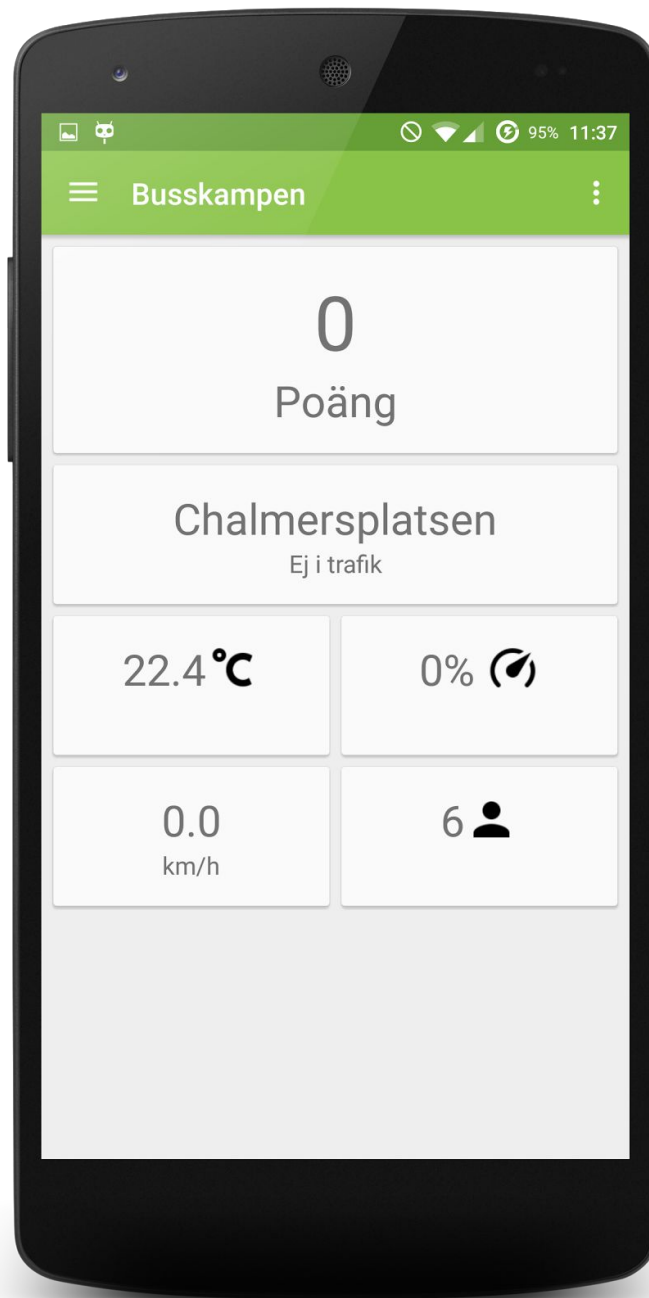 95% 11:37
Busskampen
0
Poäng
Chalmersplatsen
Ej i trafik
22.4 °C
0%
0.0
km/h
6